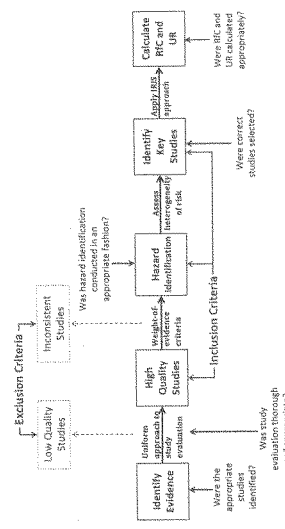 Exclusion Criteria
Low Quality
Studies
Inconsistent
Studies
Was hazard identification
conducted in an
appropriate fashion?
Identify
Evidence
Uniform
approach to
study
evaluation
High
Quality
Studies
Weight-of
evidence
criteria
Hazard
Identification
Assess
heterogeneity
of risk
Identify
Key
Studies
Apply IRIS
approach
Calculate
RfC and
UR
Inclusion Criteria
Were the
appropriate
studies
identified?
Was study
evaluation thorough
Were correct
studies selected?
Were RfC and
UR calculated
appropriately?